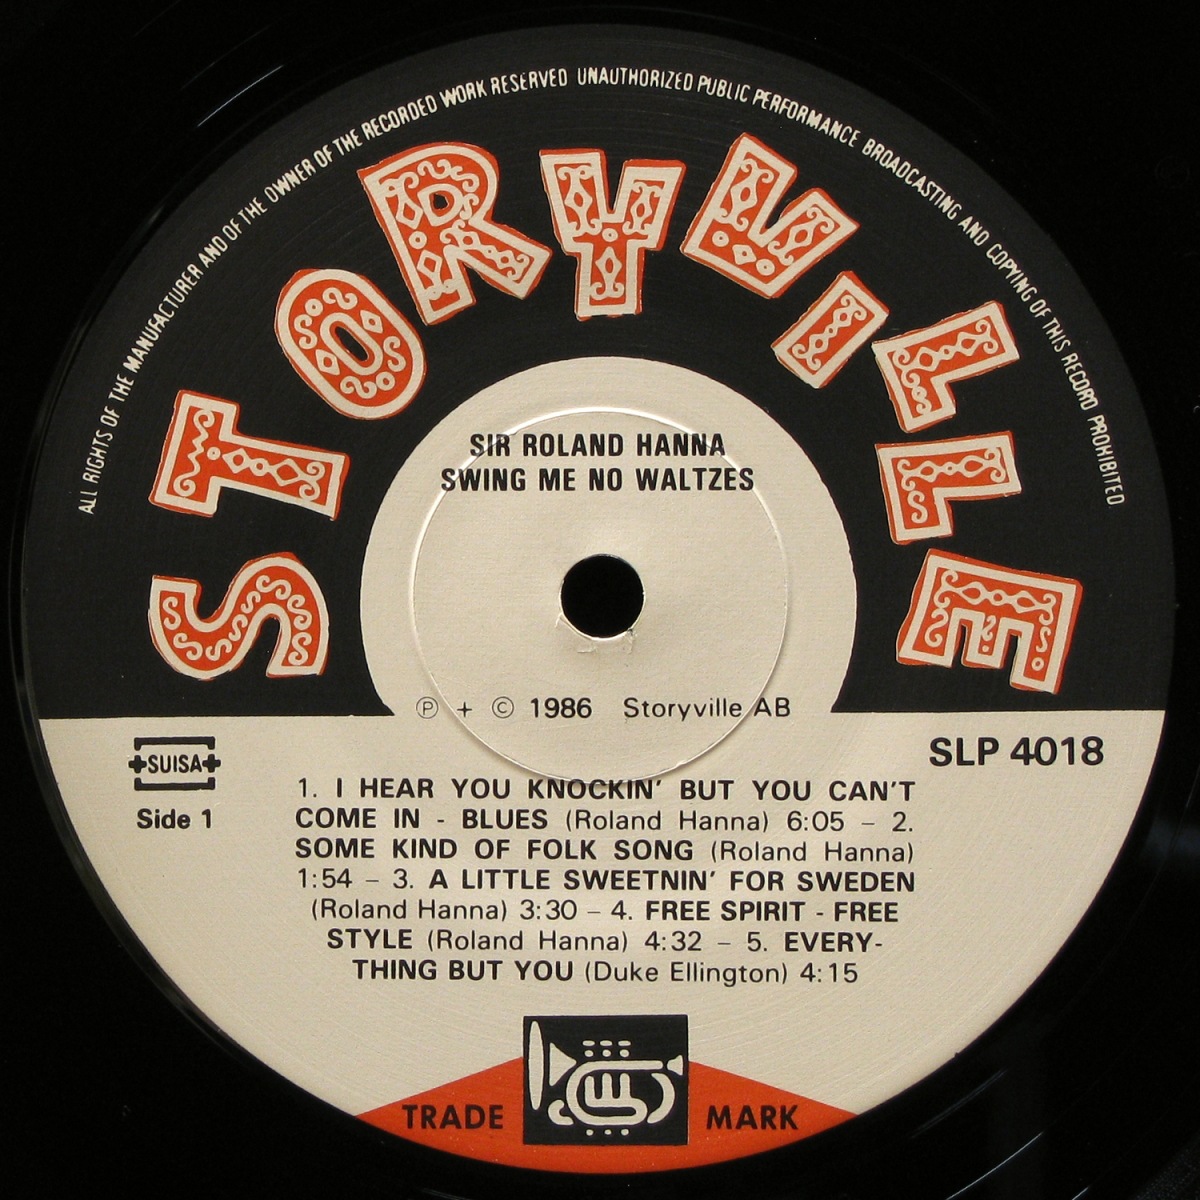 ALL RIGHTS OF THE MANUFACTURER AND OF THE OWNER OF THE RECORDED WORK RESERVED UNAUTHORIZED PUBLIC PERFORMANCE BROADCASTING AND COPYING OF THIS RECORD PROHIBITED
STORYVILLE
SIR ROLAND HANNA
SWING ME NO WALTZES
Ⓟ + © 1986 Storyville AB
SUISA
SLP 4018
Side 1
1. I HEAR YOU KNOCKIN' BUT YOU CAN'T
COME IN - BLUES (Roland Hanna) 6:05 – 2.
SOME KIND OF FOLK SONG (Roland Hanna)
1:54 – 3. A LITTLE SWEETNIN' FOR SWEDEN
(Roland Hanna) 3:30 – 4. FREE SPIRIT - FREE
STYLE (Roland Hanna) 4:32 – 5. EVERY-
THING BUT YOU (Duke Ellington) 4:15
TRADE MARK